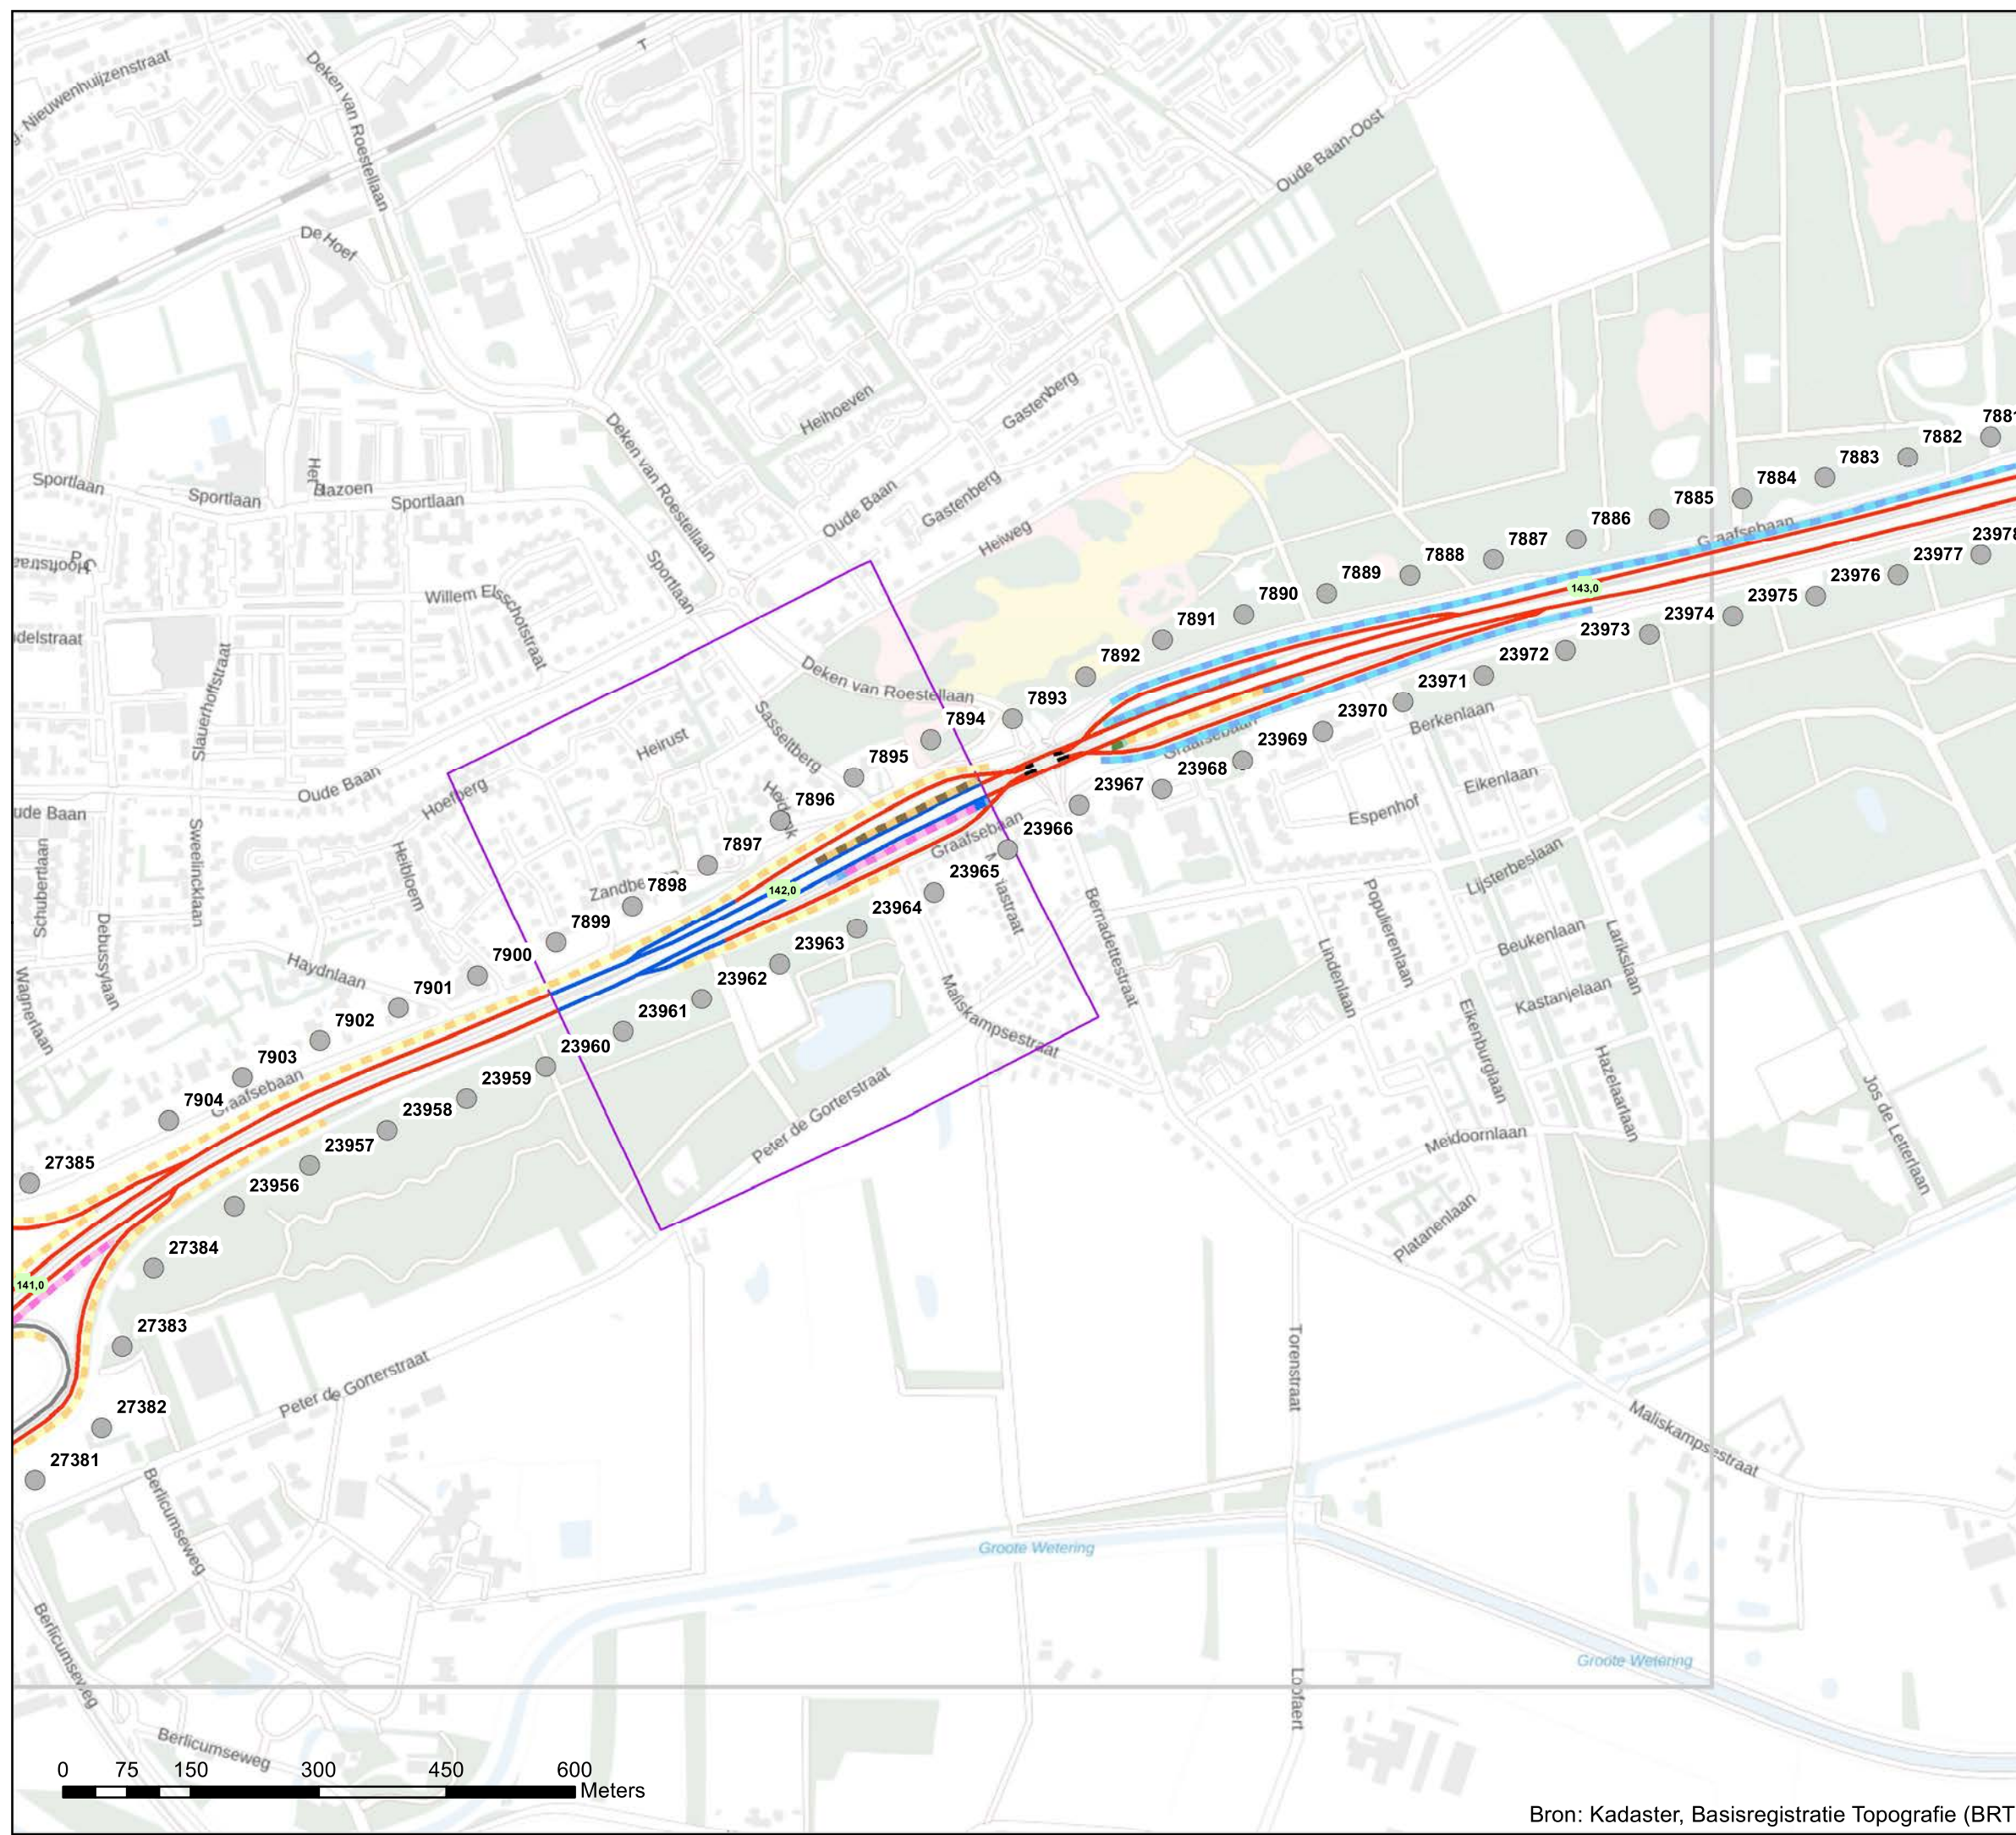 Nieuwenhuijzenstraat
Deken van Roestellaan
T
Oude Baan-Oost
De Hoef
Heihoeven
Gastenberg
Deken van Roestellaan
Oude Baan
Gastenberg
Heiweg
Sportlaan
Sportlaan
Sportlaan
Sportlaan
Willem Elsschotstraat
Slauerhoffstraat
Deken van Roestellaan
Graafsebaan
7882
7883
7884
7885
7886
7887
7888
7889
7890
7891
7892
7893
7894
7895
7896
7897
7898
7899
7900
7901
7902
7903
7904
27385
143,0
142,0
141,0
23977
23976
23975
23974
23973
23972
23971
23970
23969
23968
23967
23966
23965
23964
23963
23962
23961
23960
23959
23958
23957
23956
27384
27383
27382
27381
Sasseltberg
Heirust
Oude Baan
Hoefberg
Heibloem
Schubertlaan
Sweelincklaan
Debussylaan
Wagnerlaan
Haydnlaan
Graafsebaan
Graafsebaan
Graafsebaan
Berkenlaan
Eikenlaan
Espenhof
Lijsterbeslaan
Populierenlaan
Beukenlaan
Larikslaan
Lindenlaan
Kastanjelaan
Eikenburglaan
Hazelaarlaan
Bernadettestraat
Maliskampsestraat
Peter de Gorterstraat
Meidoornlaan
Jos de Letterlaan
Platanenlaan
Torenstraat
Peter de Gorterstraat
Maliskampsestraat
Berlicumseweg
Groote Wetering
Berlicumseweg
Groote Wetering
Loofaert
Berlicumseweg
0 75 150 300 450 600
Meters
Bron: Kadaster, Basisregistratie Topografie (BRT